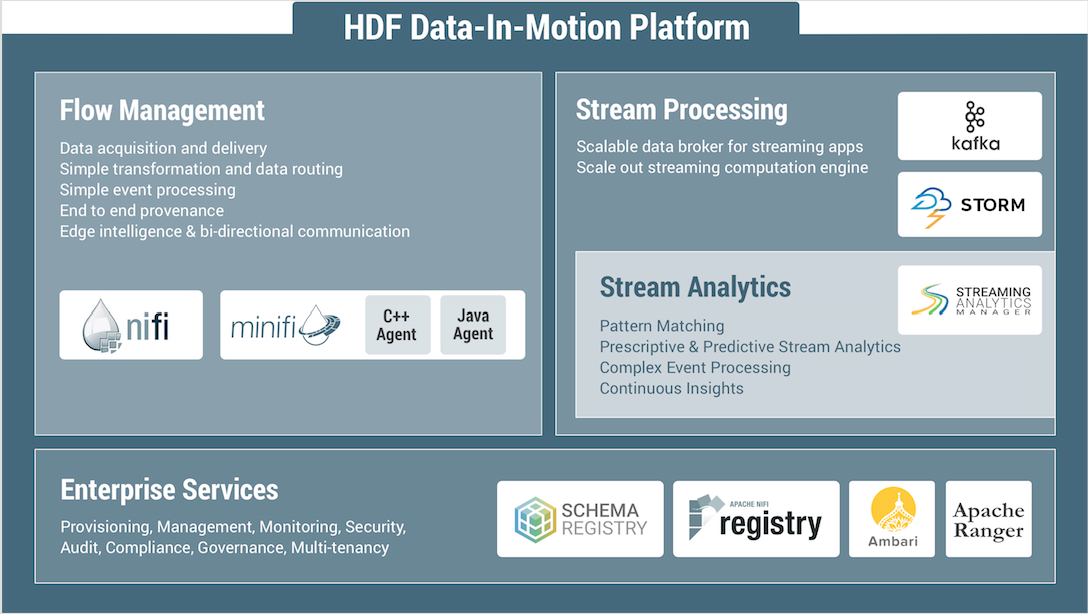 HDF Data-In-Motion Platform
Flow Management
Data acquisition and delivery
Simple transformation and data routing
Simple event processing
End to end provenance
Edge intelligence & bi-directional communication
nifi
minifi
C++
Agent
Java
Agent
Stream Processing
Scalable data broker for streaming apps
Scale out streaming computation engine
kafka
STORM
Stream Analytics
Pattern Matching
Prescriptive & Predictive Stream Analytics
Complex Event Processing
Continuous Insights
STREAMING
ANALYTICS
MANAGER
Enterprise Services
Provisioning, Management, Monitoring, Security,
Audit, Compliance, Governance, Multi-tenancy
SCHEMA
REGISTRY
APACHE NIFI
registry
Ambari
Apache
Ranger